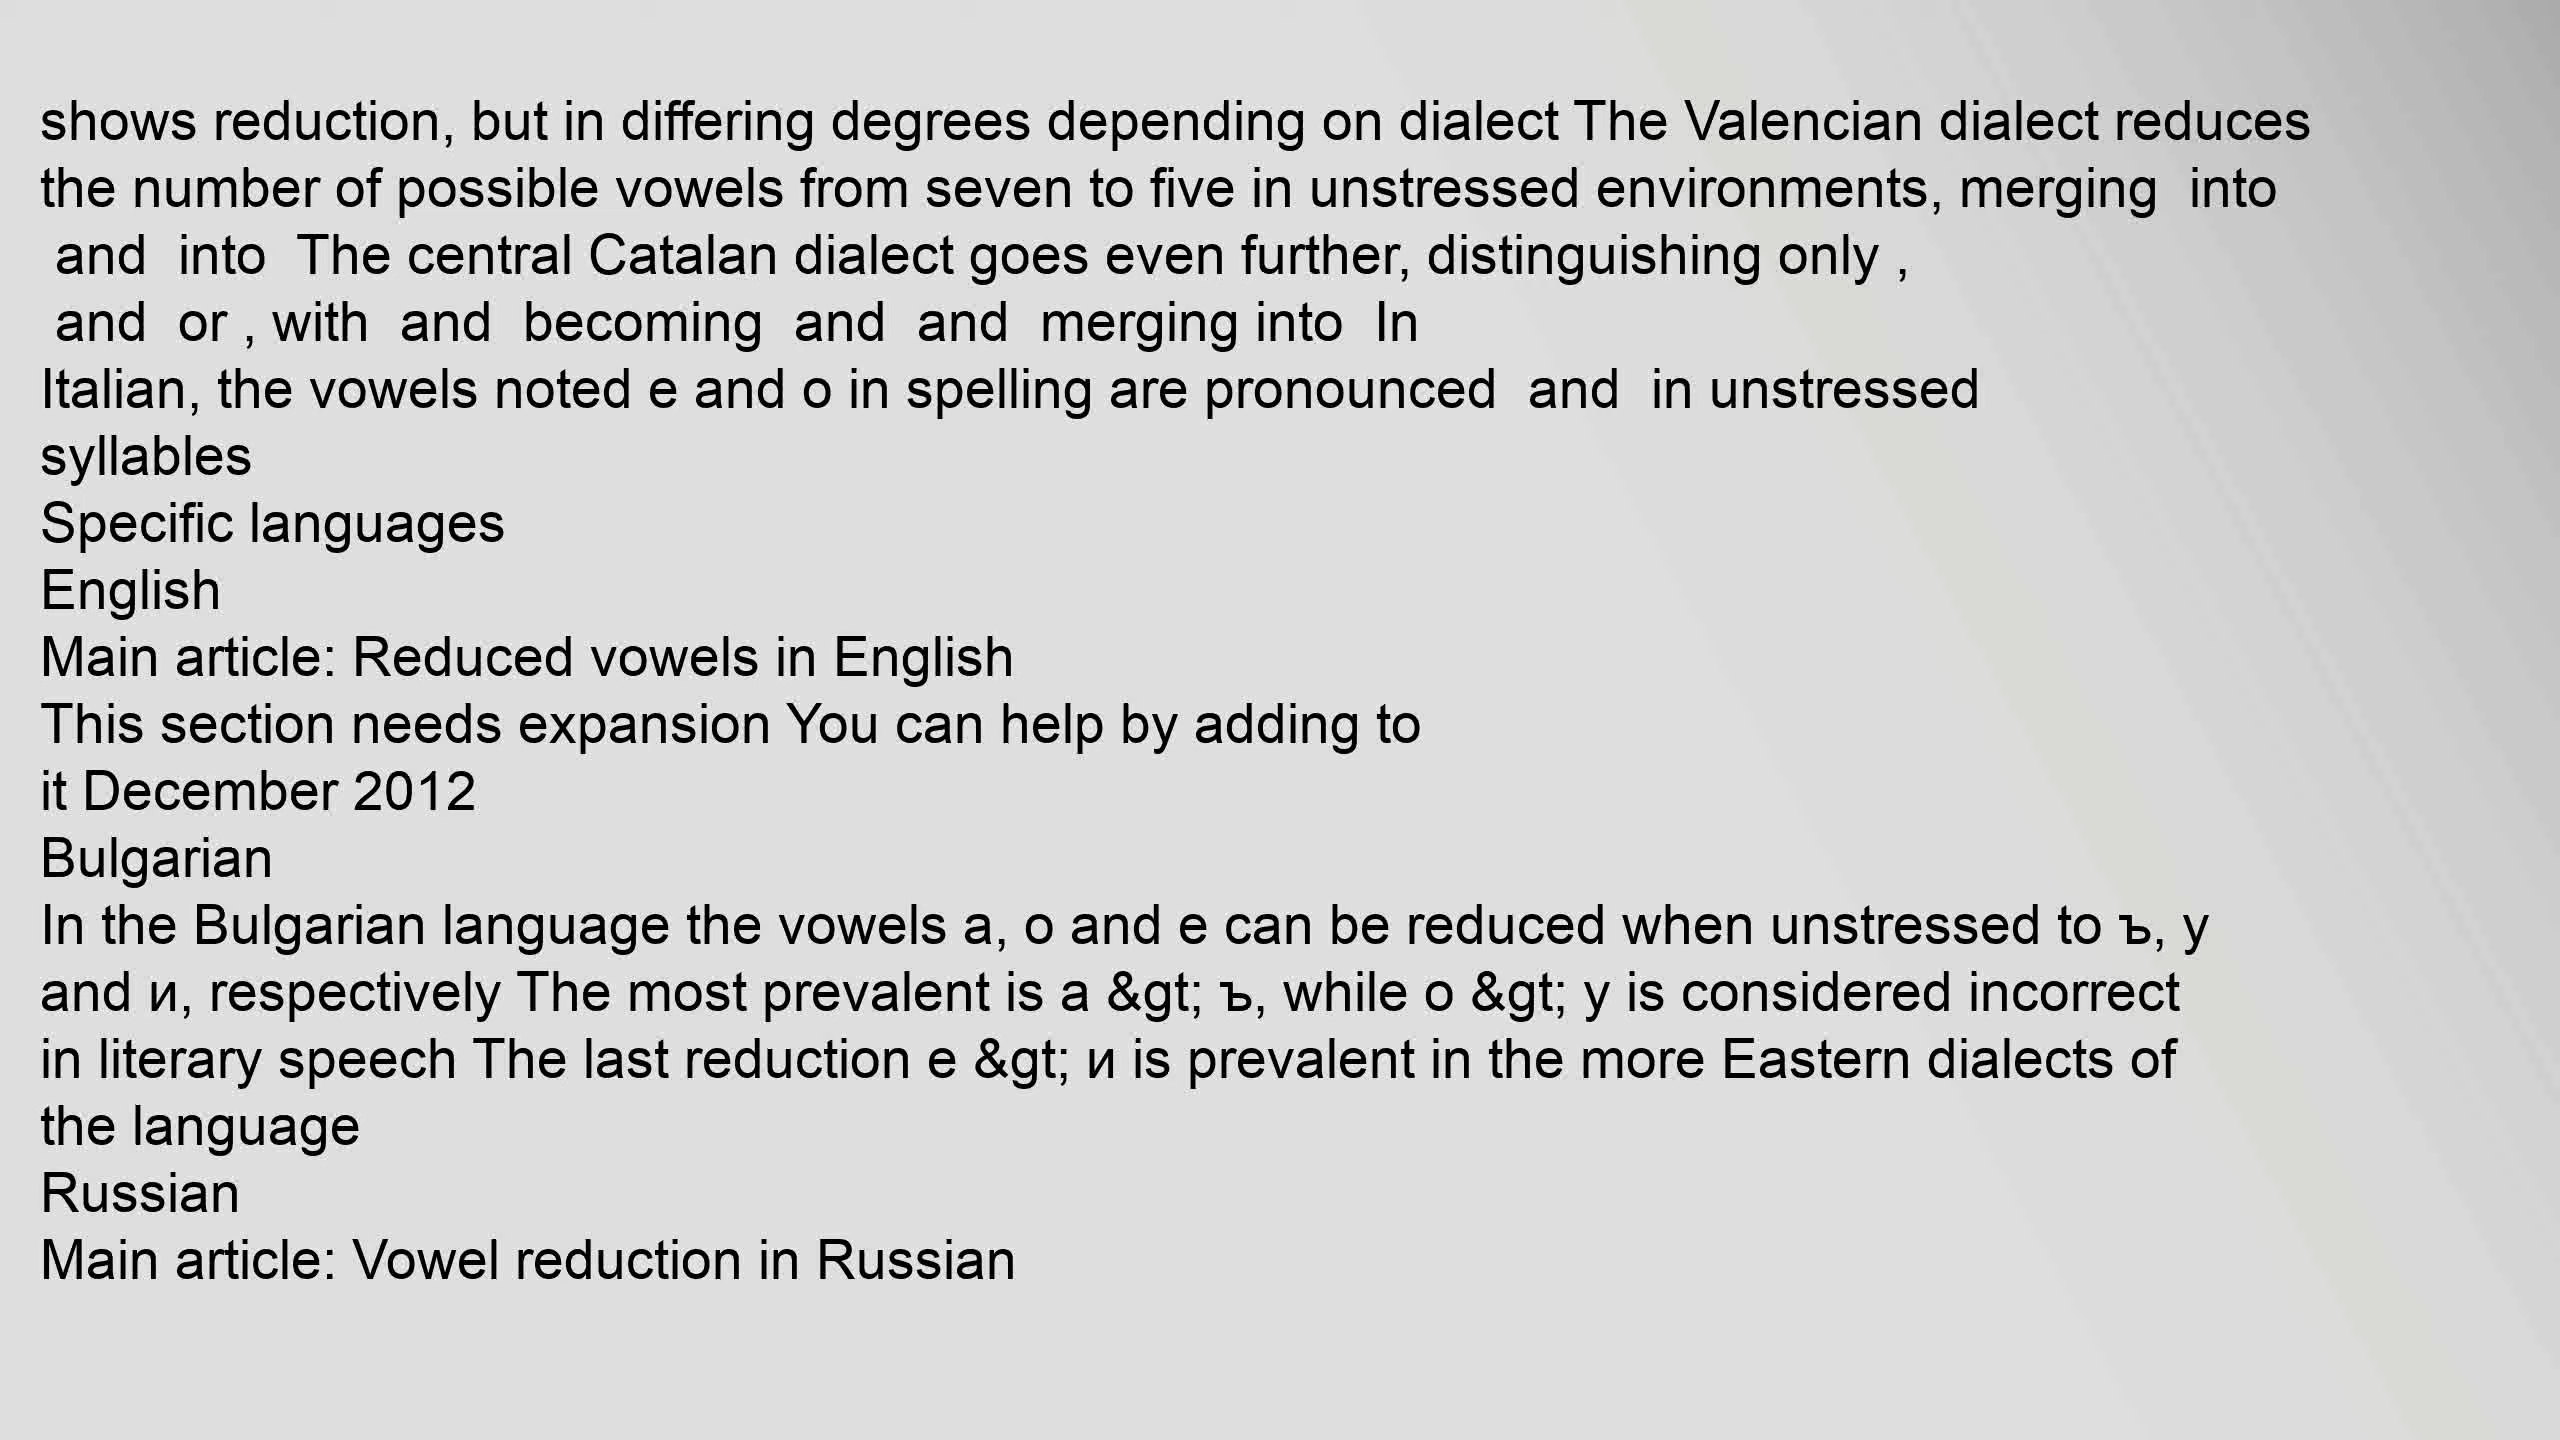 shows reduction, but in differing degrees depending on dialect The Valencian dialect reduces
the number of possible vowels from seven to five in unstressed environments, merging  into
and  into  The central Catalan dialect goes even further, distinguishing only ,
and  or , with  and  becoming  and  and  merging into  In
Italian, the vowels noted e and o in spelling are pronounced  and  in unstressed
syllables
Specific languages
English
Main article: Reduced vowels in English
This section needs expansion You can help by adding to
it December 2012
Bulgarian
In the Bulgarian language the vowels а, о and е can be reduced when unstressed to ъ, у
and и, respectively The most prevalent is а &gt; ъ, while о &gt; у is considered incorrect
in literary speech The last reduction е &gt; и is prevalent in the more Eastern dialects of
the language
Russian
Main article: Vowel reduction in Russian